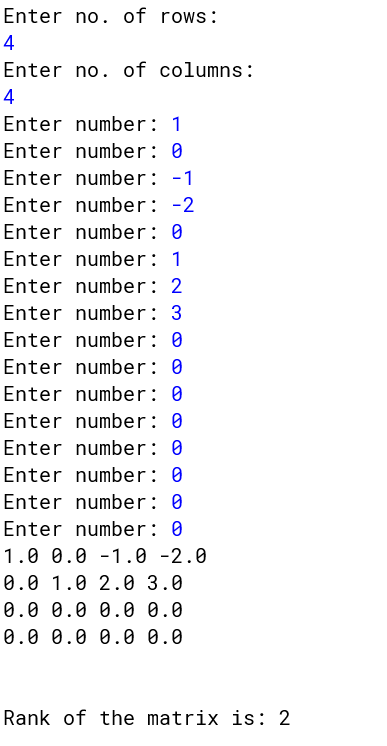 Enter no. of rows:
4
Enter no. of columns:
4
Enter number: 1
Enter number: 0
Enter number: -1
Enter number: -2
Enter number: 0
Enter number: 1
Enter number: 2
Enter number: 3
Enter number: 0
Enter number: 0
Enter number: 0
Enter number: 0
Enter number: 0
Enter number: 0
Enter number: 0
Enter number: 0
1.0 0.0 -1.0 -2.0
0.0 1.0 2.0 3.0
0.0 0.0 0.0 0.0
0.0 0.0 0.0 0.0
Rank of the matrix is: 2